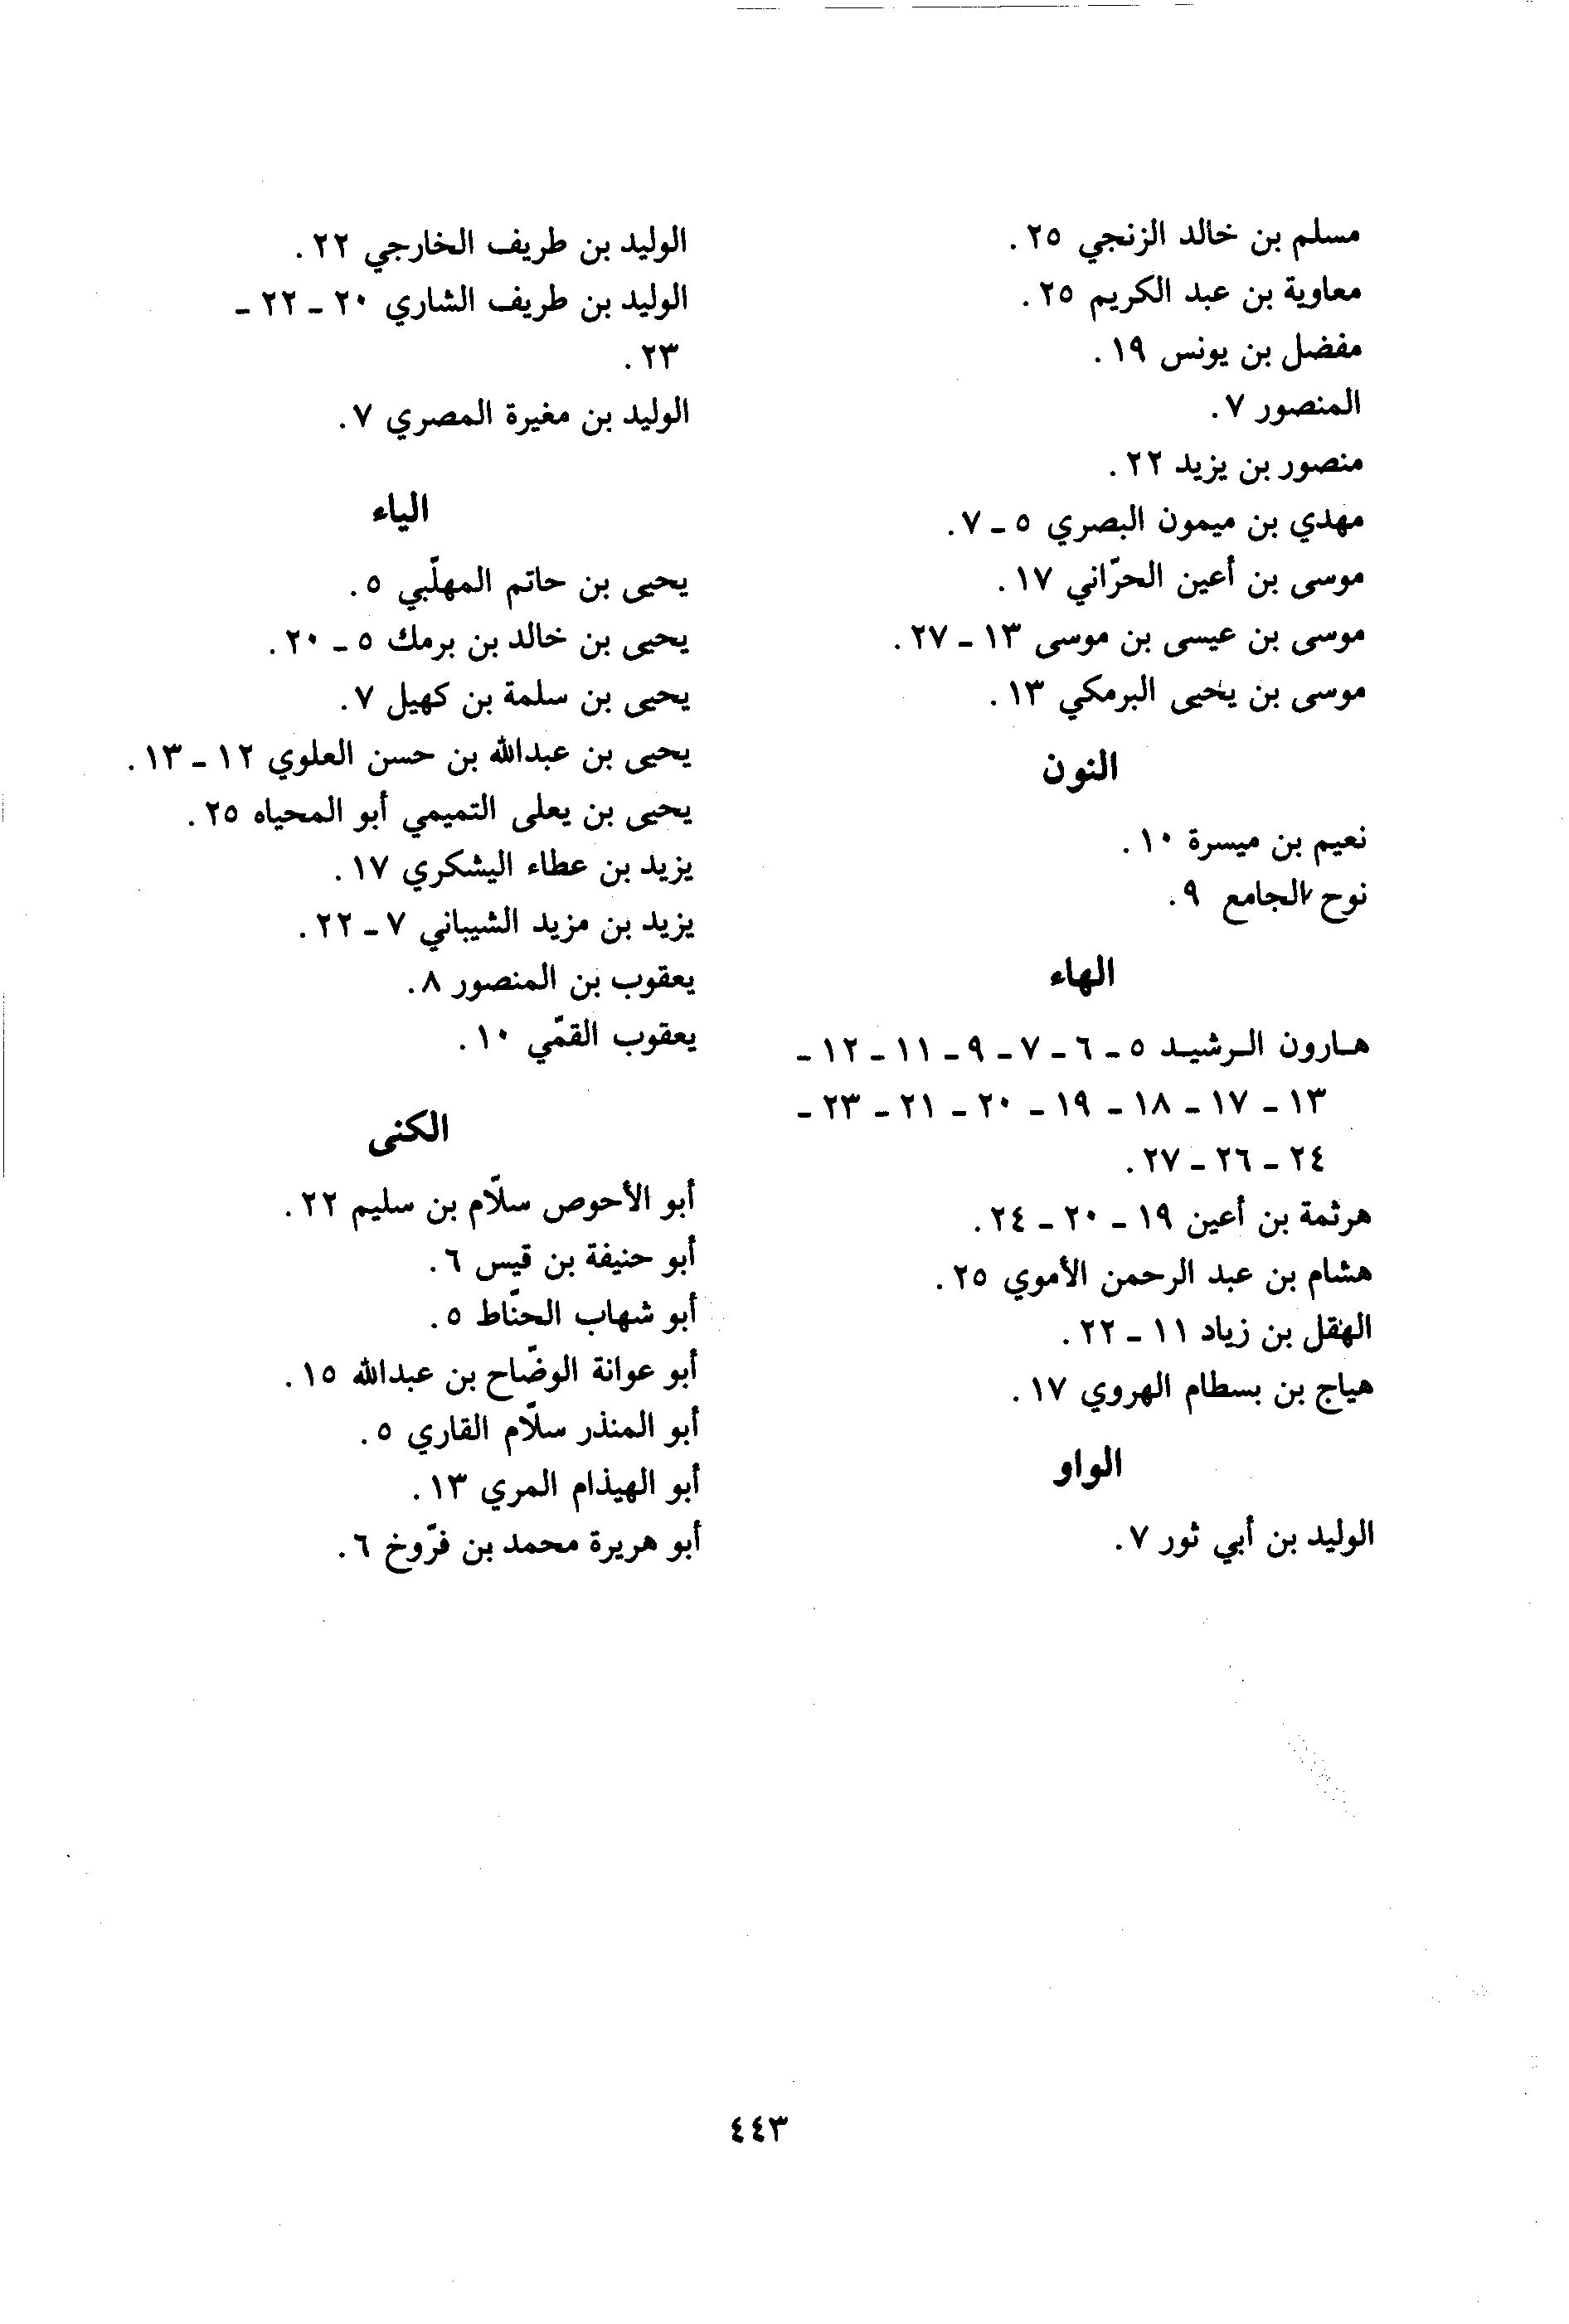 مسلم بن خالد الزنجي ٢٥.
معاوية بن عبد الكريم ٢٥.
مفضل بن يونس ١٩.
المنصور ٧.
منصور بن يزيد ٢٢.
مهدي بن ميمون البصري ٥ ـ ٧.
موسى بن أعين الحرّاني ١٧.
موسى بن عيسى بن موسى ١٣ ـ ٢٧.
موسى بن يحيى البرمكي ١٣.
النون
نعيم بن ميسرة ١٠.
نوح الجامع ٩.
الهاء
هـارون الـرشيـد ٥ ـ ٦ ـ ٧ ـ ٩ ـ ١١ ـ ١٢ ـ
١٣ ـ ١٧ ـ ١٨ ـ ١٩ ـ ٢٠ ـ ٢١ ـ ٢٣ ـ
٢٤ ـ ٢٦ ـ ٢٧.
هرثمة بن أعين ١٩ ـ ٢٠ ـ ٢٤.
هشام بن عبد الرحمن الأموي ٢٥.
الهقل بن زياد ١١ ـ ٢٢.
هياج بن بسطام الهروي ١٧.
الواو
الوليد بن أبي ثور ٧.
الوليد بن طريف الخارجي ٢٢.
الوليد بن طريف الشاري ٢٠ ـ ٢٢ ـ
٢٣.
الوليد بن مغيرة المصري ٧.
الياء
يحيى بن حاتم المهلّبي ٥.
يحيى بن خالد بن برمك ٥ ـ ٢٠.
يحيى بن سلمة بن كهيل ٧.
يحيى بن عبدالله بن حسن العلوي ١٢ ـ ١٣.
يحيى بن يعلى التميمي أبو المحياه ٢٥.
يزيد بن عطاء اليشكري ١٧.
يزيد بن مزيد الشيباني ٧ ـ ٢٢.
يعقوب بن المنصور ٨.
يعقوب القمّي ١٠.
الكنى
أبو الأحوص سلّام بن سليم ٢٢.
أبو حنيفة بن قيس ٦.
أبو شهاب الحنّاط ٥.
أبو عوانة الوضّاح بن عبدالله ١٥.
أبو المنذر سلّام القاري ٥.
أبو الهيذام المري ١٣.
أبو هريرة محمد بن فرّوخ ٦.
٤٤٣